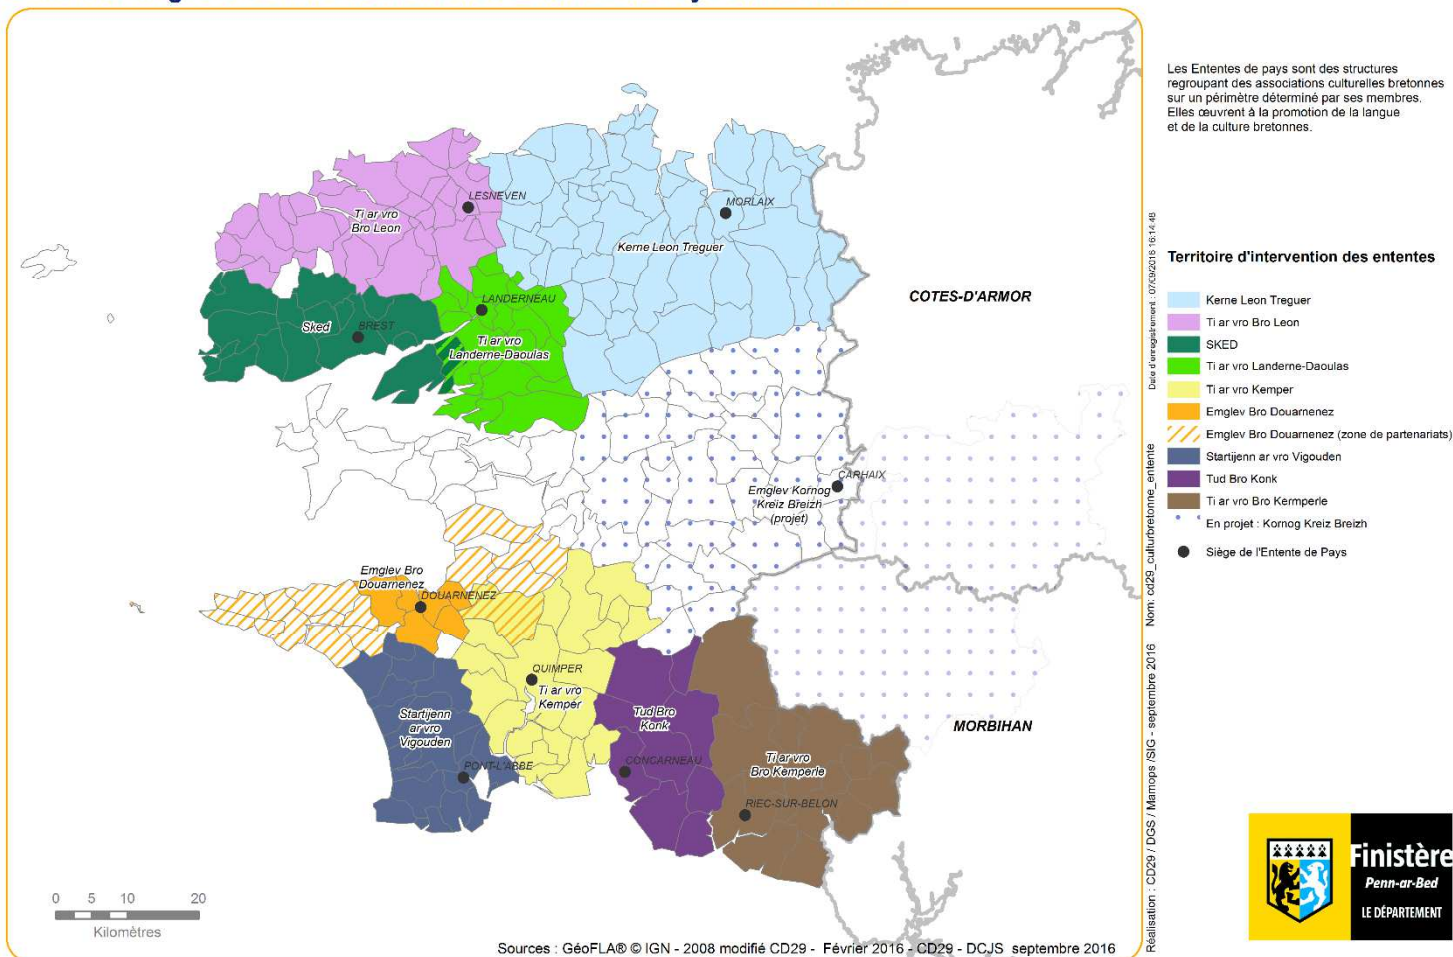 Les Ententes de pays sont des structures
regroupant des associations culturelles bretonnes
sur un périmètre déterminé par ses membres.
Elles œuvrent à la promotion de la langue
et de la culture bretonnes.
LESNEVEN
Ti ar vro
Bro Leon
MORLAIX
Kerne Leon Treguer
LANDERNEAU
Sked
BREST
Ti ar vro
Landerne-Daoulas
COTES-D'ARMOR
CARHAIX
Emglev Kornog
Kreiz Breizh
(projet)
Emglev Bro
Douarnenez
DOUARNENEZ
QUIMPER
Ti ar vro
Kemper
Startijenn
ar vro
Vigouden
Tud Bro
Konk
MORBIHAN
PONT-L'ABBE
CONCARNEAU
Ti ar vro
Bro Kemperle
RIEC-SUR-BELON
Territoire d'intervention des ententes
Kerne Leon Treguer
Ti ar vro Bro Leon
SKED
Ti ar vro Landerne-Daoulas
Ti ar vro Kemper
Emglev Bro Douarnenez
Emglev Bro Douarnenez (zone de partenariats)
Startijenn ar vro Vigouden
Tud Bro Konk
Ti ar vro Bro Kemperle
En projet : Kornog Kreiz Breizh
Siège de l'Entente de Pays
Date d'enregistrement : 07/09/2016 16:14:48
Nom: cd29_culturbretonne_entente
Réalisation : CD29 / DGS / Mamops /SIG - septembre 2016
0 5 10 20
Kilomètres
Sources : GéoFLA® © IGN - 2008 modifié CD29 - Février 2016 - CD29 - DCJS septembre 2016
Finistère
Penn-ar-Bed
LE DÉPARTEMENT